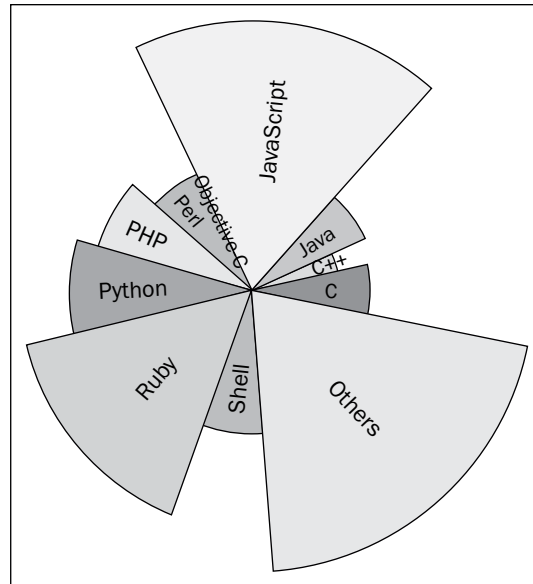 JavaScript
Objective C
Perl
Java
PHP
C++
Python
C
Ruby
Shell
Others